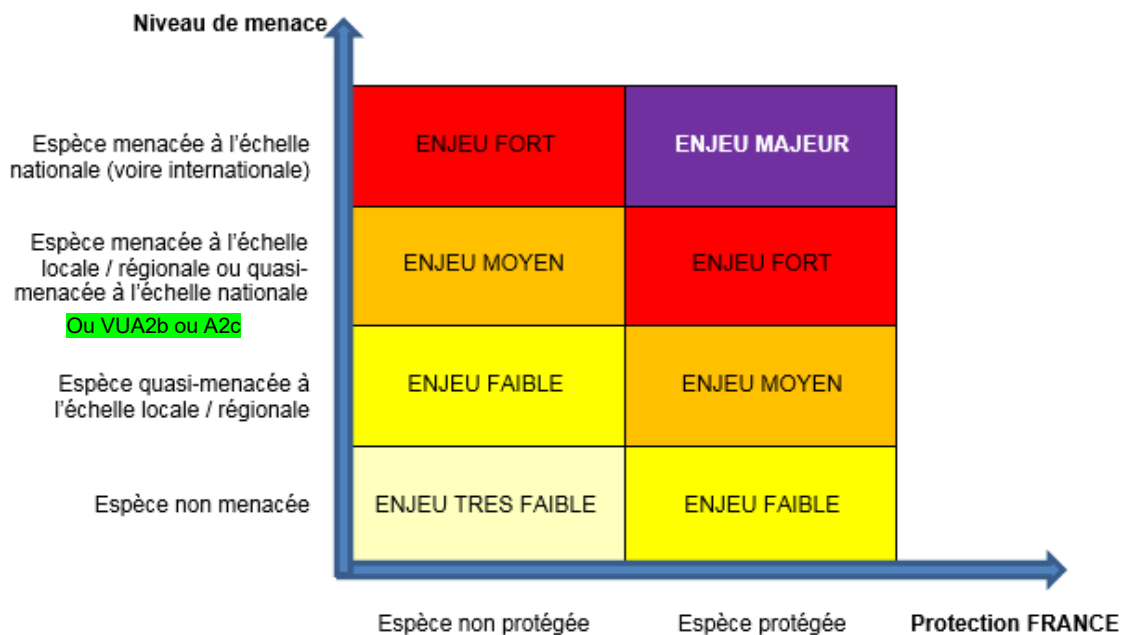 Niveau de menace
Espèce menacée à l'échelle
nationale (voire internationale)
ENJEU FORT
ENJEU MAJEUR
Espèce menacée à l'échelle
locale / régionale ou quasi-
menacée à l'échelle nationale
Ou VUA2b ou A2c
ENJEU MOYEN
ENJEU FORT
Espèce quasi-menacée à
l'échelle locale / régionale
ENJEU FAIBLE
ENJEU MOYEN
Espèce non menacée
ENJEU TRES FAIBLE
ENJEU FAIBLE
Espèce non protégée
Espèce protégée
Protection FRANCE